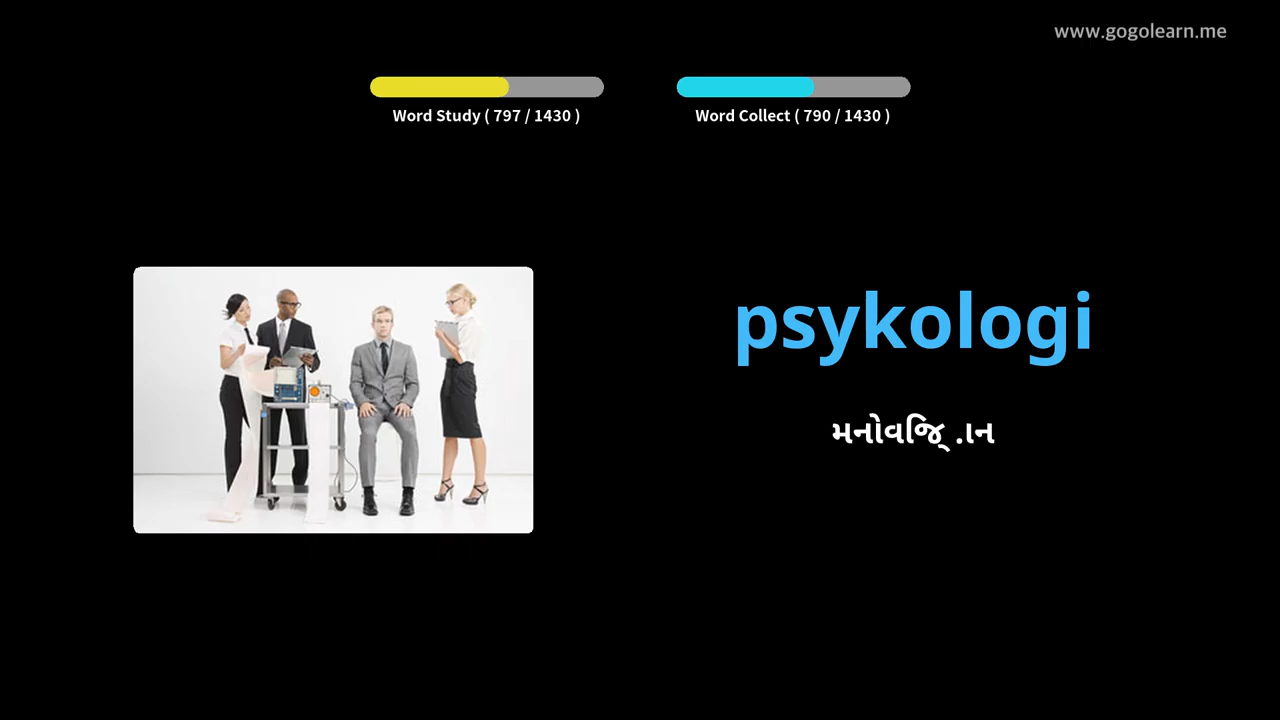 www.gogolearn.me
Word Study ( 797 / 1430 )
Word Collect ( 790 / 1430 )
psykologi
મનોવજિ્ .ાન